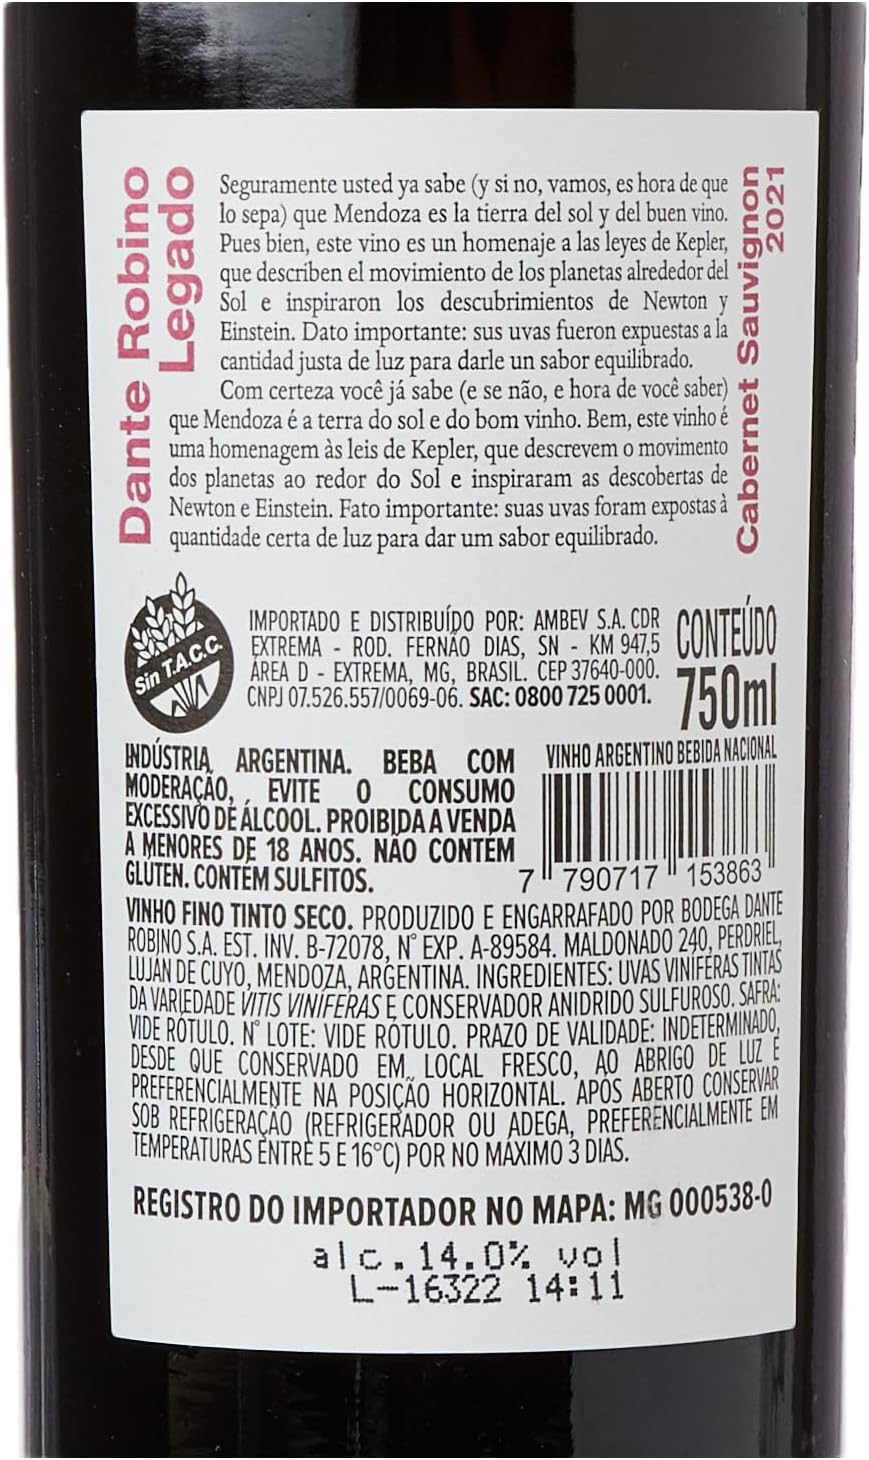 Dante Robino
Legado
Seguramente usted ya sabe (y si no, vamos, es hora de que
lo sepa) que Mendoza es la tierra del sol y del buen vino.
Pues bien, este vino es un homenaje a las leyes de Kepler,
que describen el movimiento de los planetas alrededor del
Sol e inspiraron los descubrimientos de Newton y
Einstein. Dato importante: sus uvas fueron expuestas a la
cantidad justa de luz para darle un sabor equilibrado.
Com certeza você já sabe (e se não, e hora de você saber)
que Mendoza é a terra do sol e do bom vinho. Bem, este vinho é
uma homenagem às leis de Kepler, que descrevem o movimento
dos planetas ao redor do Sol e inspiraram as descobertas de
Newton e Einstein. Fato importante: suas uvas foram expostas à
quantidade certa de luz para dar um sabor equilibrado.
Cabernet Sauvignon
2021
Sin T.A.C.C.
IMPORTADO E DISTRIBUÍDO POR: AMBEV S.A. CDR
EXTREMA - ROD. FERNÃO DIAS, SN - KM 947,5
ÁREA D - EXTREMA, MG, BRASIL. CEP 37640-000.
CNPJ 07.526.557/0069-06. SAC: 0800 725 0001.
CONTEÚDO
750ml
INDÚSTRIA ARGENTINA. BEBA COM
MODERAÇÃO, EVITE O CONSUMO
EXCESSIVO DE ÁLCOOL. PROIBIDA A VENDA
A MENORES DE 18 ANOS. NÃO CONTÉM
GLÚTEN. CONTÉM SULFITOS.
VINHO ARGENTINO BEBIDA NACIONAL
7 790717 153863
VINHO FINO TINTO SECO. PRODUZIDO E ENGARRAFADO POR BODEGA DANTE
ROBINO S.A. EST. INV. B-72078, N° EXP. A-89584. MALDONADO 240, PERDRIEL,
LUJÁN DE CUYO, MENDOZA, ARGENTINA. INGREDIENTES: UVAS VINÍFERAS TINTAS
DA VARIEDADE VITIS VINIFERAS E CONSERVADOR ANIDRIDO SULFUROSO. SAFRA:
VIDE RÓTULO. N° LOTE: VIDE RÓTULO. PRAZO DE VALIDADE: INDETERMINADO,
DESDE QUE CONSERVADO EM LOCAL FRESCO, AO ABRIGO DE LUZ E
PREFERENCIALMENTE NA POSIÇÃO HORIZONTAL. APÓS ABERTO CONSERVAR
SOB REFRIGERAÇÃO (REFRIGERADOR OU ADEGA, PREFERENCIALMENTE EM
TEMPERATURAS ENTRE 5 E 16°C) POR NO MÁXIMO 3 DIAS.
REGISTRO DO IMPORTADOR NO MAPA: MG 000538-0
alc. 14.0% vol
L-16322 14:11